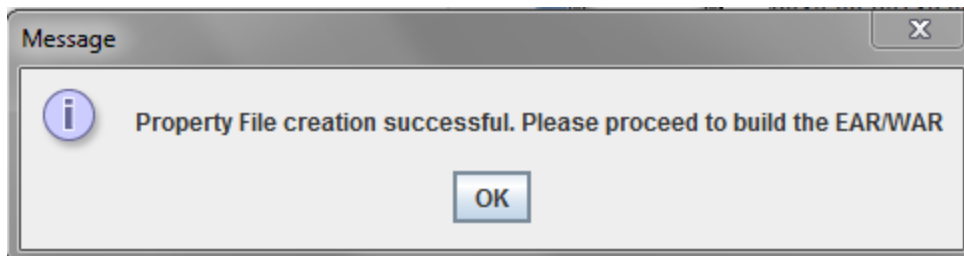 Message
Property File creation successful. Please proceed to build the EAR/WAR
OK